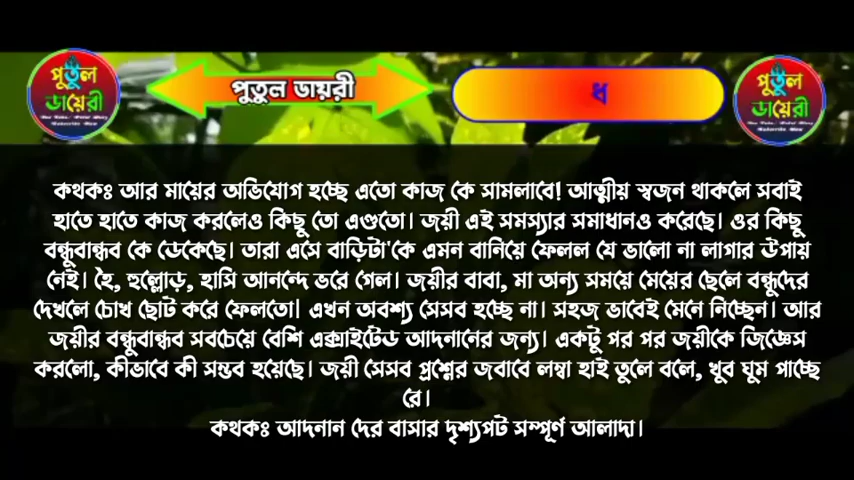 পুতুল
ডায়েরী
পুতুল ডায়রী
ধ
পুতুল
ডায়েরী
কথকঃ আর মায়ের অভিযোগ হচ্ছে এতো কাজ কে সামলাবে! আত্মীয় স্বজন থাকলে সবাই
হাতে হাতে কাজ করলেও কিছু তো এগুতো। জয়ী এই সমস্যার সমাধানও করেছে। ওর কিছু
বন্ধুবান্ধব কে ডেকেছে। তারা এসে বাড়িটা'কে এমন বানিয়ে ফেলল যে ভালো না লাগার উপায়
নেই। হৈ, হুল্লোড়, হাসি আনন্দে ভরে গেল। জয়ীর বাবা, মা অন্য সময়ে মেয়ের ছেলে বন্ধুদের
দেখলে চোখ ছোট করে ফেলতো। এখন অবশ্য সেসব হচ্ছে না। সহজ ভাবেই মেনে নিচ্ছেন। আর
জয়ীর বন্ধুবান্ধব সবচেয়ে বেশি এক্সাইটেড আদনানের জন্য। একটু পর পর জয়ীকে জিজ্ঞেস
করলো, কীভাবে কী সম্ভব হয়েছে। জয়ী সেসব প্রশ্নের জবাবে লম্বা হাই তুলে বলে, খুব ঘুম পাচ্ছে
রে।
কথকঃ আদনান দের বাসার দৃশ্যপট সম্পূর্ণ আলাদা।